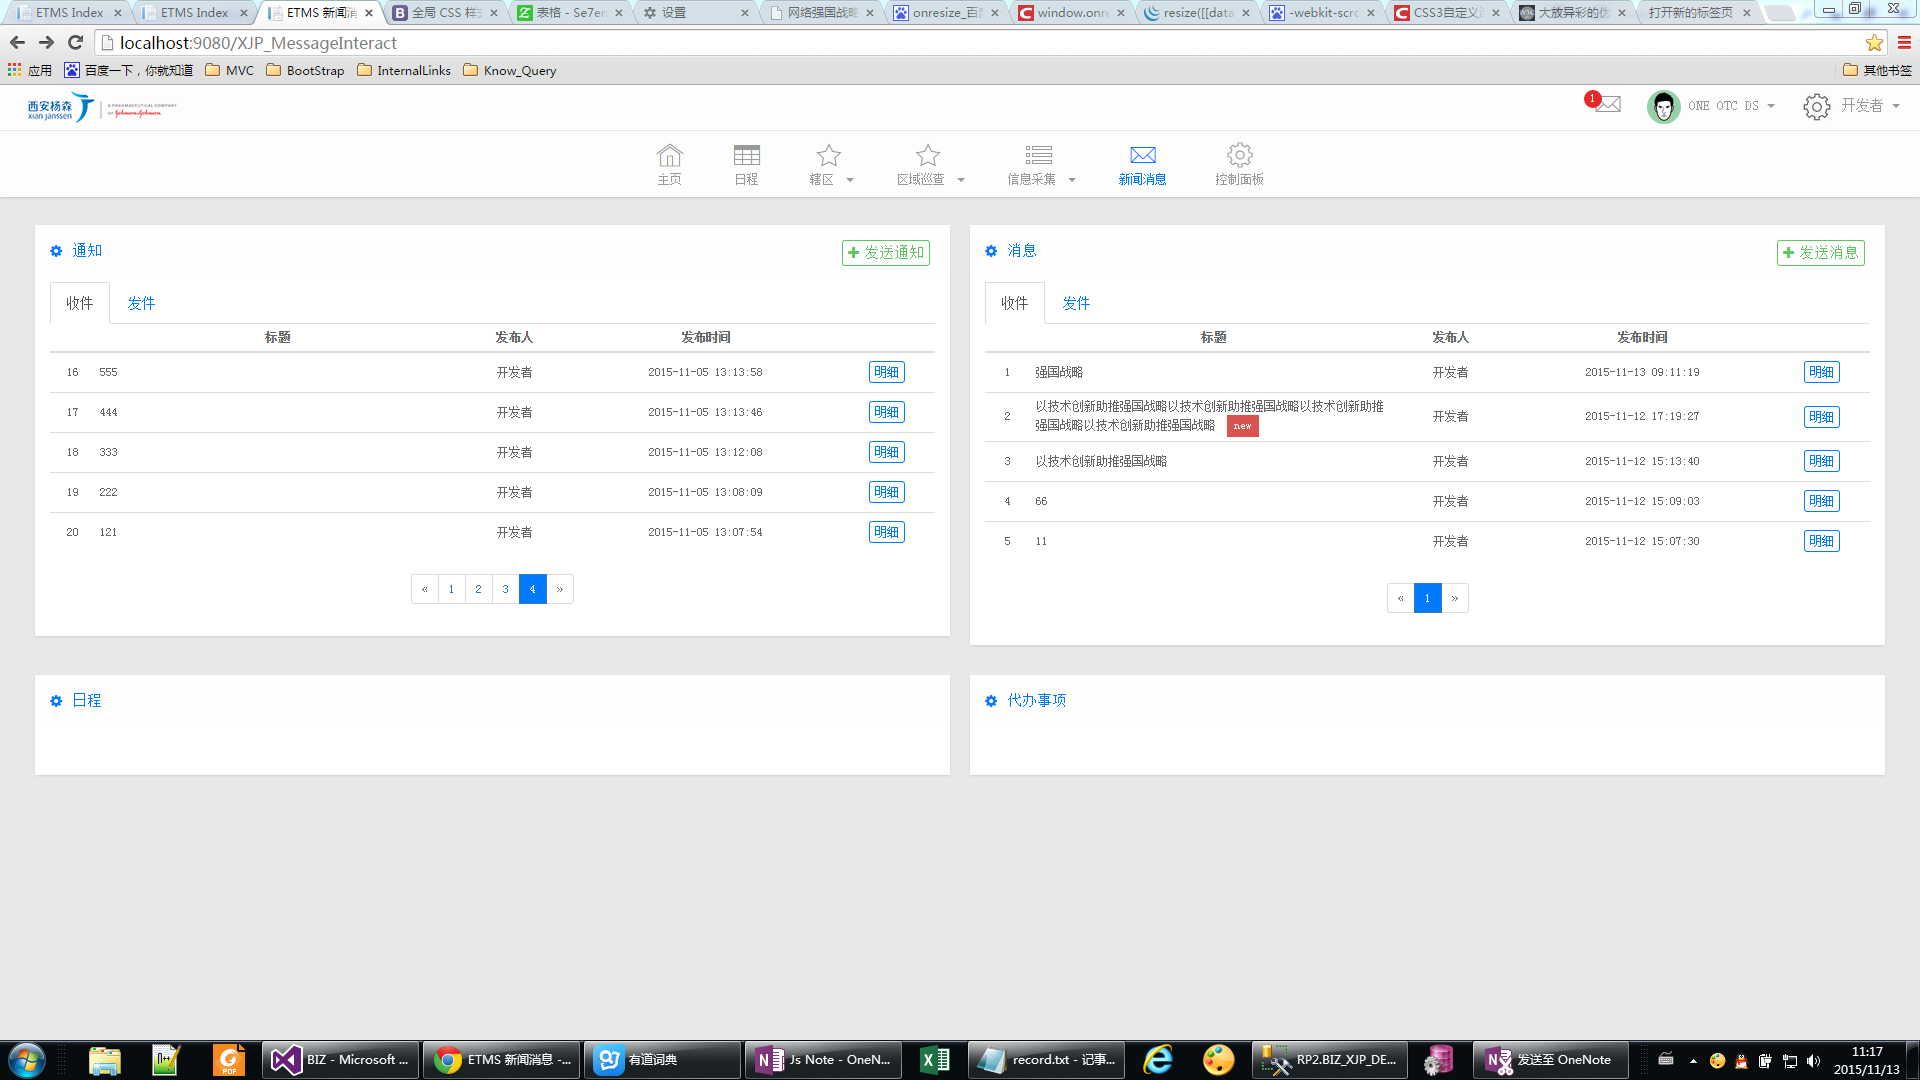 ETMS Index
ETMS Index
ETMS 新闻消
全局 CSS 样式
表格 - Se7en
设置
网络强国战略
onresize_百度
window.onre
resize([[data
-webkit-scro
CSS3自定义
大放异彩的伪
打开新的标签页
localhost:9080/XJP_MessageInteract
应用
百度一下，你就知道
MVC
BootStrap
InternalLinks
Know_Query
其他书签
西安杨森
xian janssen
A PHARMACEUTICAL COMPANY
OF Johnson & Johnson
1
ONE OTC DS
开发者
主页
日程
辖区
区域巡查
信息采集
新闻消息
控制面板
通知
+ 发送通知
收件
发件
标题 发布人 发布时间
16 555 开发者 2015-11-05 13:13:58 明细
17 444 开发者 2015-11-05 13:13:46 明细
18 333 开发者 2015-11-05 13:12:08 明细
19 222 开发者 2015-11-05 13:08:09 明细
20 121 开发者 2015-11-05 13:07:54 明细
« 1 2 3 4 »
消息
+ 发送消息
收件
发件
标题 发布人 发布时间
1 强国战略 开发者 2015-11-13 09:11:19 明细
2 以技术创新助推强国战略以技术创新助推强国战略以技术创新助推
强国战略以技术创新助推强国战略 new 开发者 2015-11-12 17:19:27 明细
3 以技术创新助推强国战略 开发者 2015-11-12 15:13:40 明细
4 66 开发者 2015-11-12 15:09:03 明细
5 11 开发者 2015-11-12 15:07:30 明细
« 1 »
日程
代办事项
BIZ - Microsoft ...
ETMS 新闻消息 -...
有道词典
Js Note - OneN...
record.txt - 记事...
RP2.BIZ_XJP_DE...
发送至 OneNote
11:17
2015/11/13